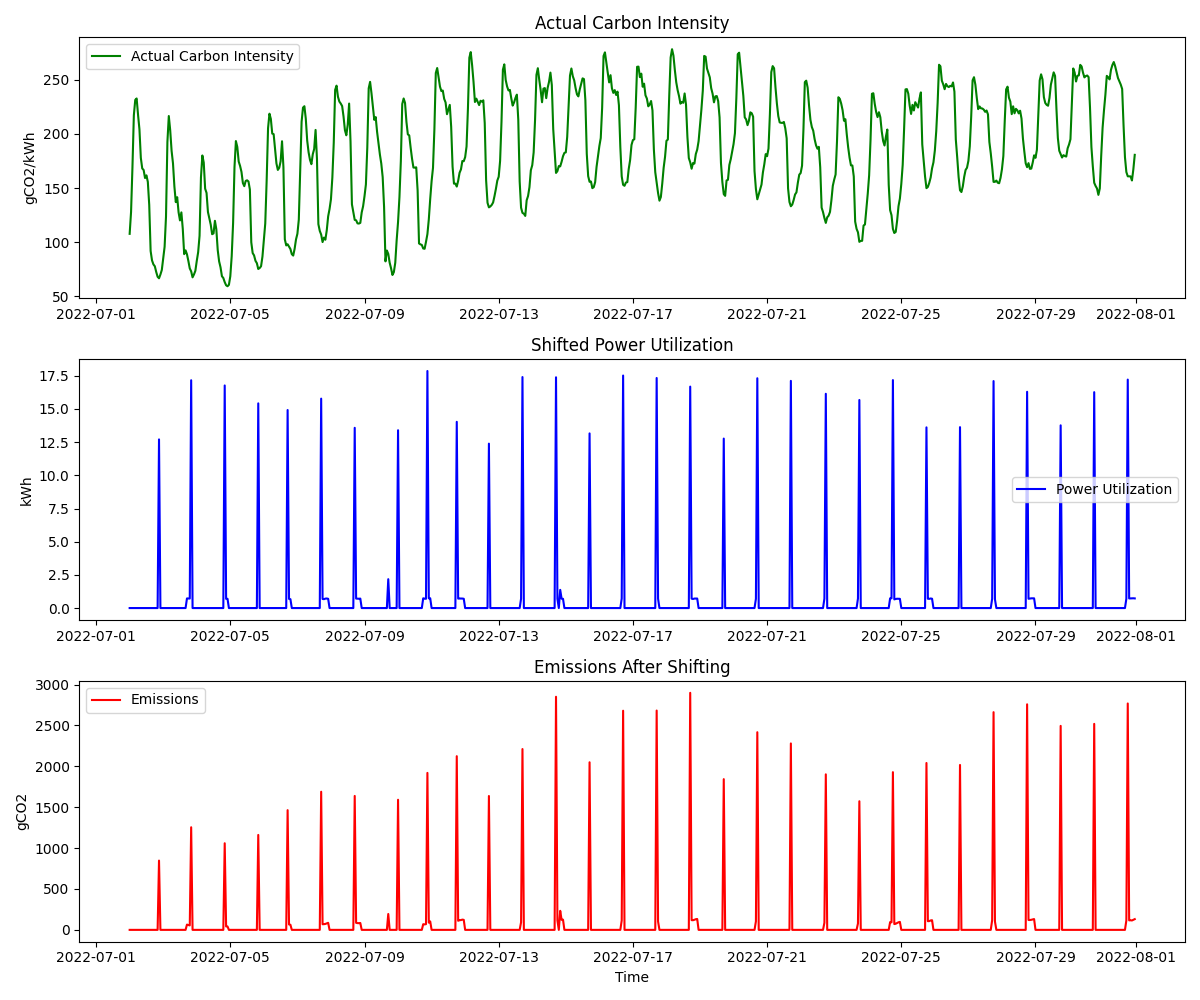 Actual Carbon Intensity
Actual Carbon Intensity
gCO2/kWh
250
200
150
100
50
2022-07-01 2022-07-05 2022-07-09 2022-07-13 2022-07-17 2022-07-21 2022-07-25 2022-07-29 2022-08-01
Shifted Power Utilization
Power Utilization
kWh
17.5
15.0
12.5
10.0
7.5
5.0
2.5
0.0
2022-07-01 2022-07-05 2022-07-09 2022-07-13 2022-07-17 2022-07-21 2022-07-25 2022-07-29 2022-08-01
Emissions After Shifting
Emissions
gCO2
3000
2500
2000
1500
1000
500
0
2022-07-01 2022-07-05 2022-07-09 2022-07-13 2022-07-17 2022-07-21 2022-07-25 2022-07-29 2022-08-01
Time